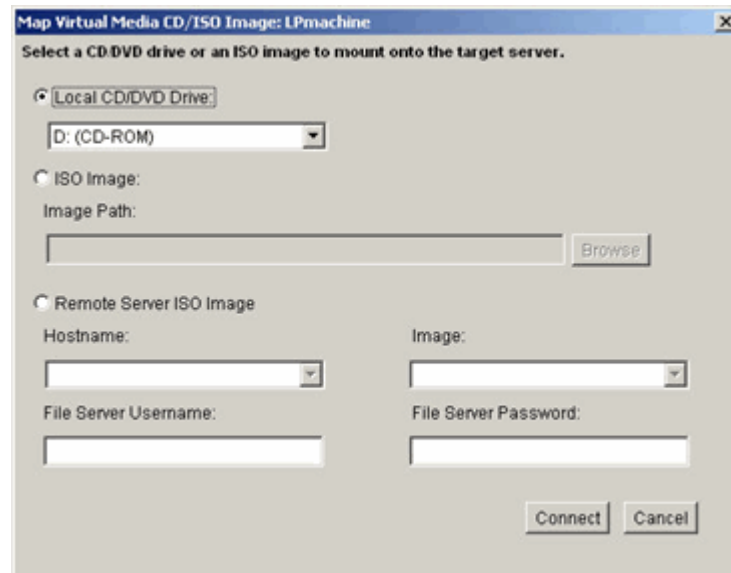 Map Virtual Media CD/ISO Image: LPmachine
Select a CD/DVD drive or an ISO image to mount onto the target server.
Local CD/DVD Drive:
D: (CD-ROM)
ISO Image:
Image Path:
Browse
Remote Server ISO Image
Hostname: Image:
File Server Username: File Server Password:
Connect Cancel